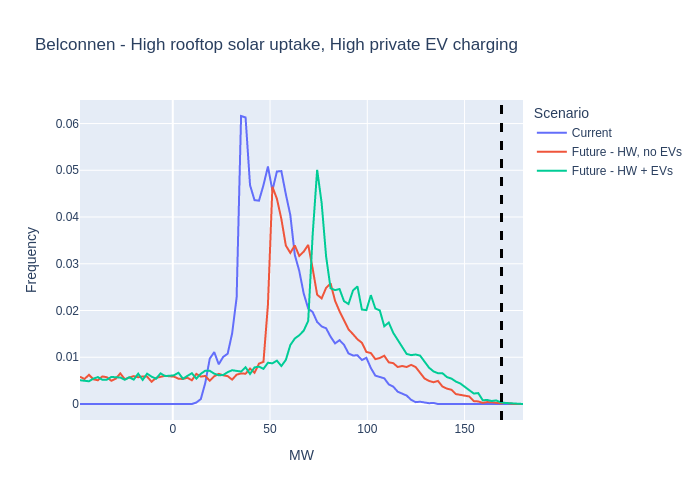 Belconnen - High rooftop solar uptake, High private EV charging
Scenario
Current
Future - HW, no EVs
Future - HW + EVs
Frequency
0.06
0.05
0.04
0.03
0.02
0.01
0
0 50 100 150
MW